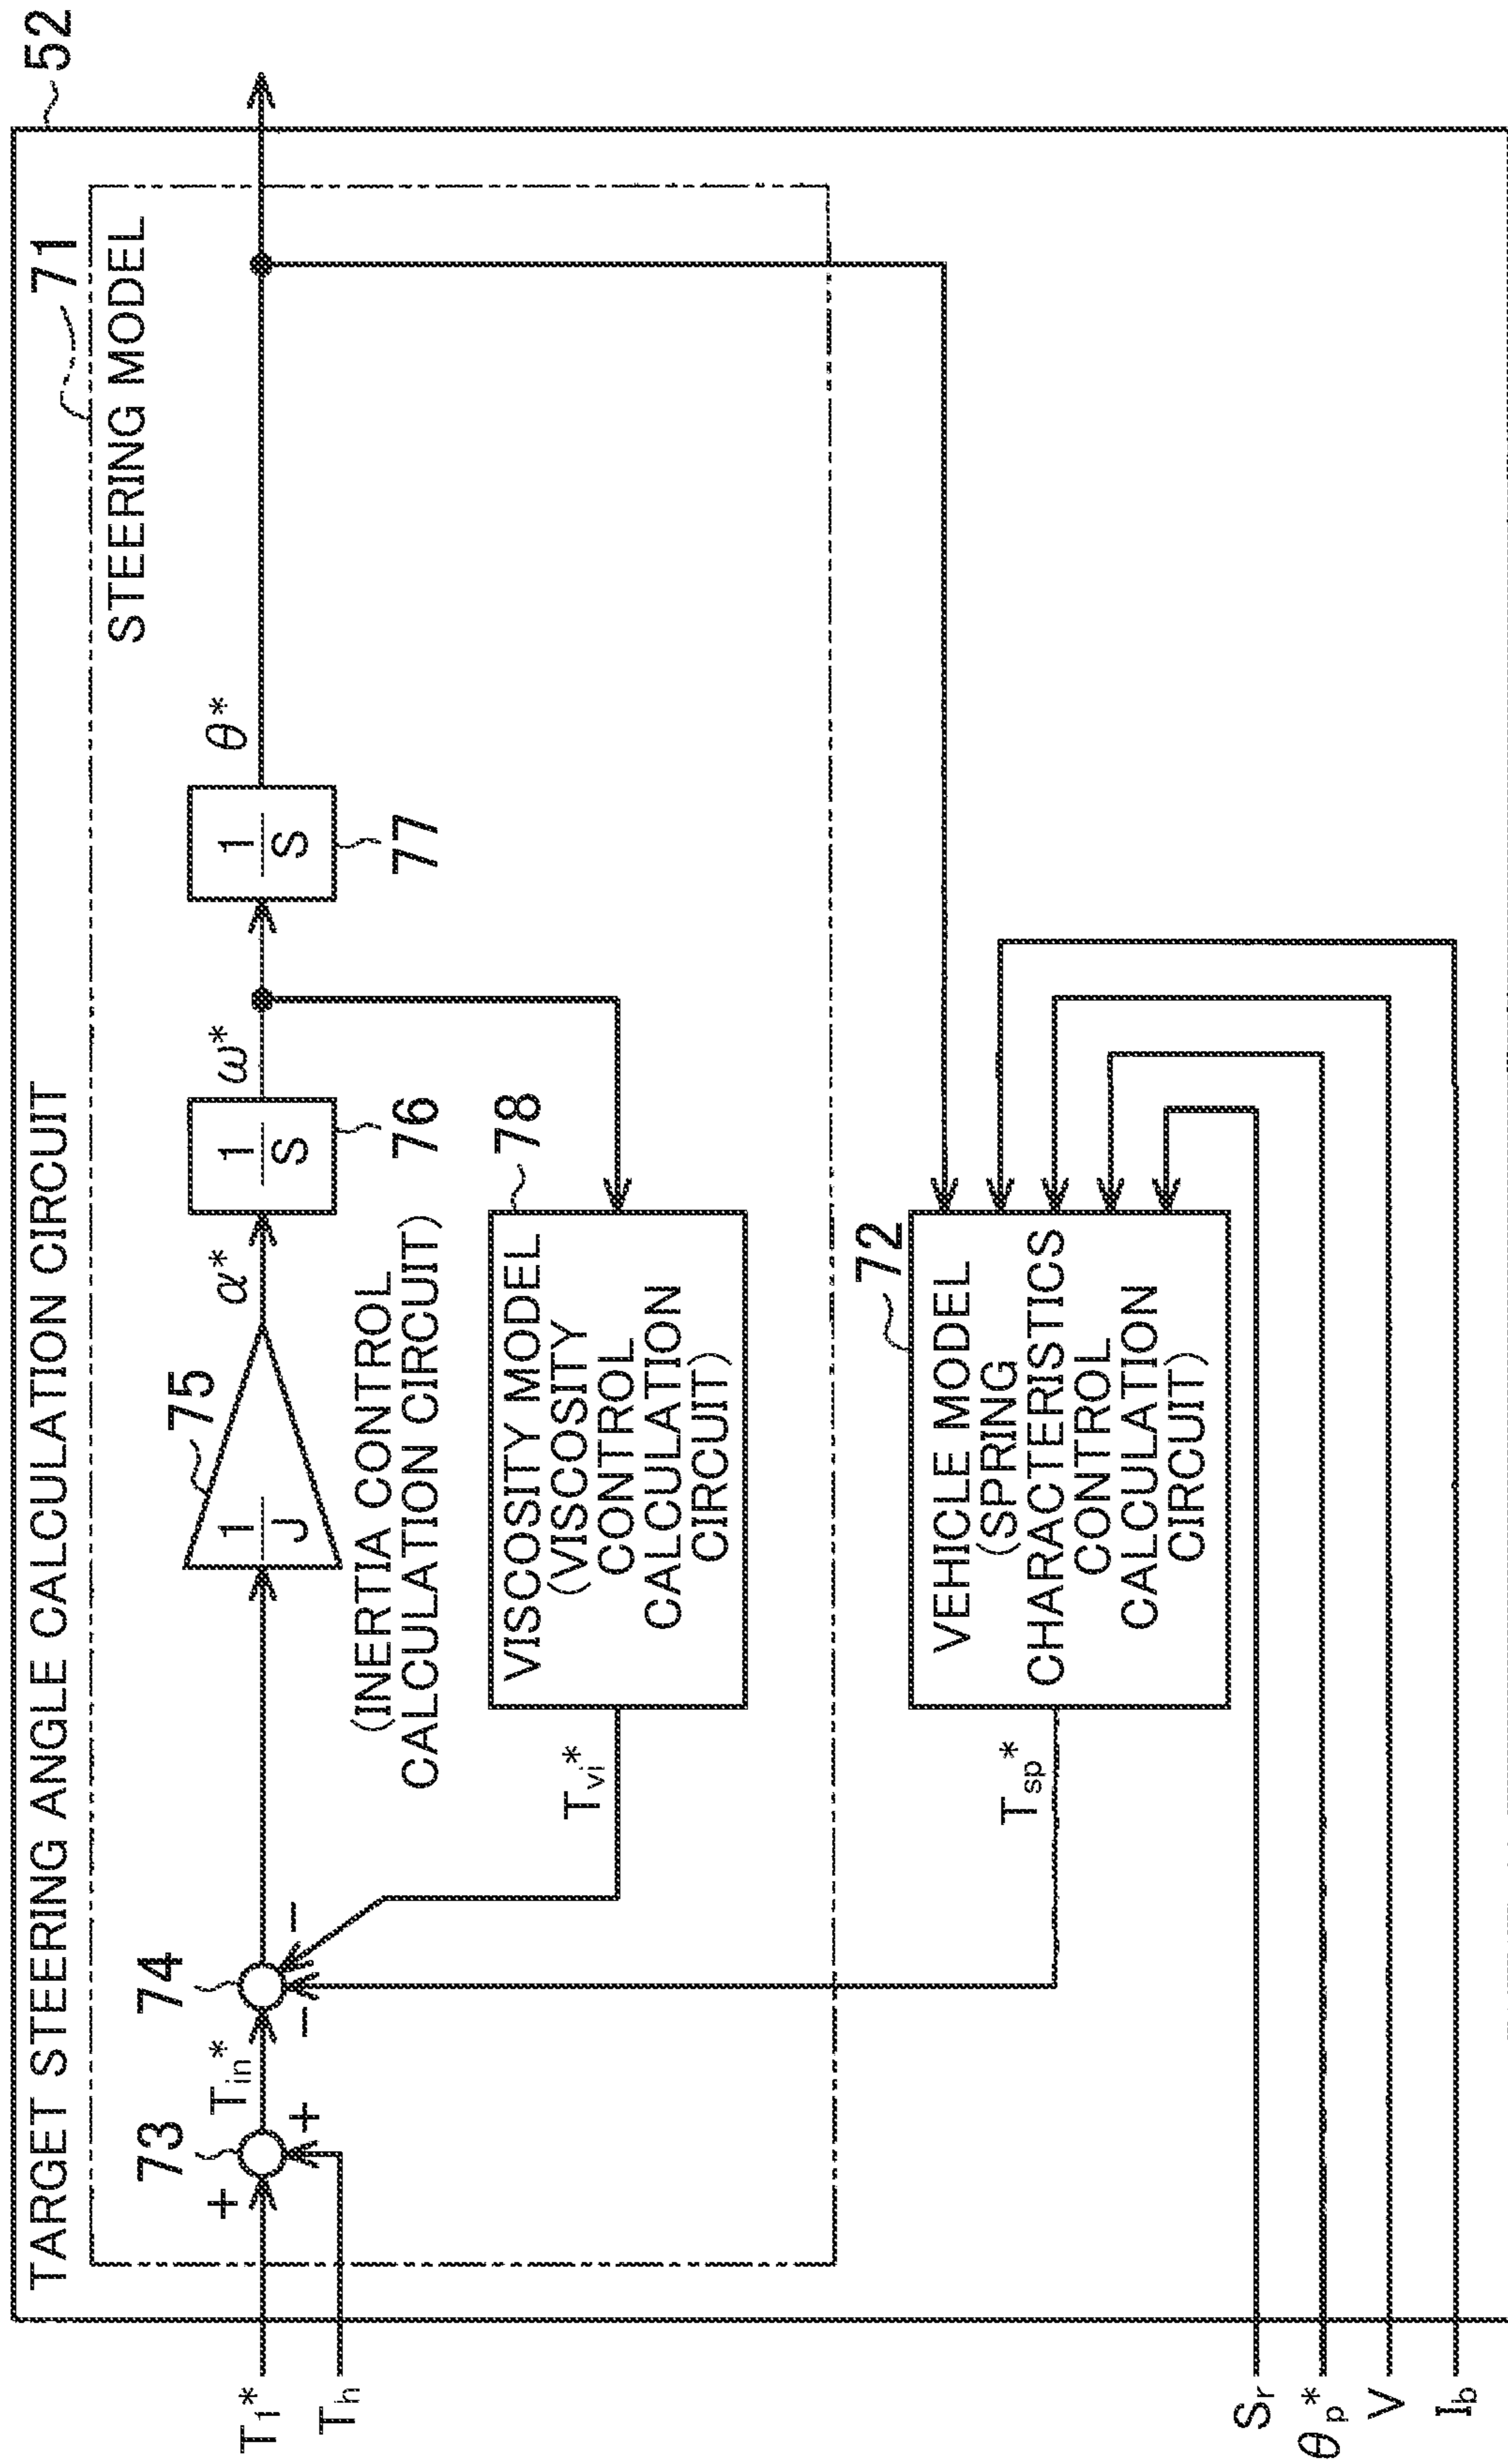 52
TARGET STEERING ANGLE CALCULATION CIRCUIT
71
STEERING MODEL
T1*
Th
+
+
73
Tin*
74
−
−
75
1
J
(INERTIA CONTROL
CALCULATION CIRCUIT)
α*
1
S
76
ω*
1
S
77
θ*
78
VISCOSITY MODEL
(VISCOSITY
CONTROL
CALCULATION
CIRCUIT)
Tvi*
72
VEHICLE MODEL
(SPRING
CHARACTERISTICS
CONTROL
CALCULATION
CIRCUIT)
Tsp*
Sr
θp*
V
Ib